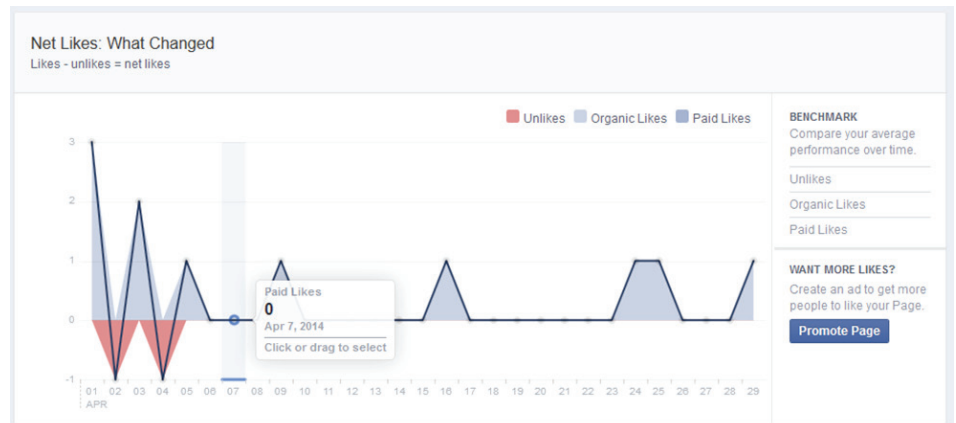 Net Likes: What Changed
Likes - unlikes = net likes
Unlikes Organic Likes Paid Likes
3
2
1
0
-1
Paid Likes
0
Apr 7, 2014
Click or drag to select
01 02 03 04 05 06 07 08 09 10 11 12 13 14 15 16 17 18 19 20 21 22 23 24 25 26 27 28 29
APR
BENCHMARK
Compare your average
performance over time.
Unlikes
Organic Likes
Paid Likes
WANT MORE LIKES?
Create an ad to get more
people to like your Page.
Promote Page